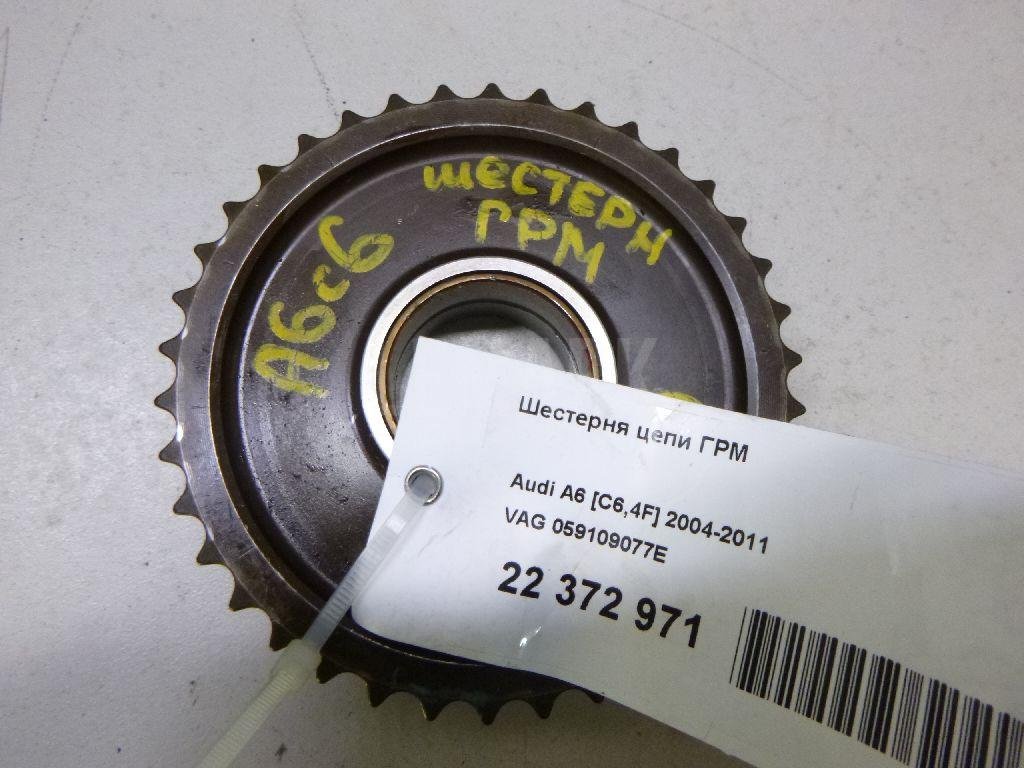 шестерн
ГРМ
А6с6
Шестерня цепи ГРМ
Audi A6 [C6,4F] 2004-2011
VAG 059109077E
22 372 971